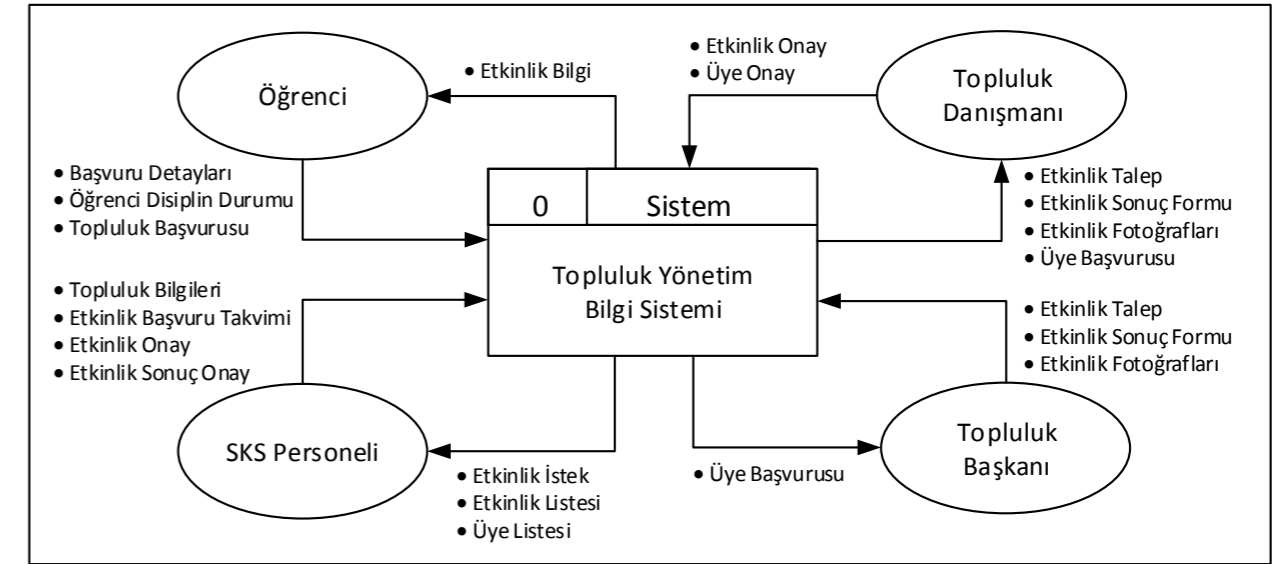 Öğrenci
• Etkinlik Bilgi
• Etkinlik Onay
• Üye Onay
Topluluk
Danışmanı
• Başvuru Detayları
• Öğrenci Disiplin Durumu
• Topluluk Başvurusu
0
Sistem
Topluluk Yönetim
Bilgi Sistemi
• Etkinlik Talep
• Etkinlik Sonuç Formu
• Etkinlik Fotoğrafları
• Üye Başvurusu
• Topluluk Bilgileri
• Etkinlik Başvuru Takvimi
• Etkinlik Onay
• Etkinlik Sonuç Onay
• Etkinlik Talep
• Etkinlik Sonuç Formu
• Etkinlik Fotoğrafları
SKS Personeli
• Etkinlik İstek
• Etkinlik Listesi
• Üye Listesi
• Üye Başvurusu
Topluluk
Başkanı